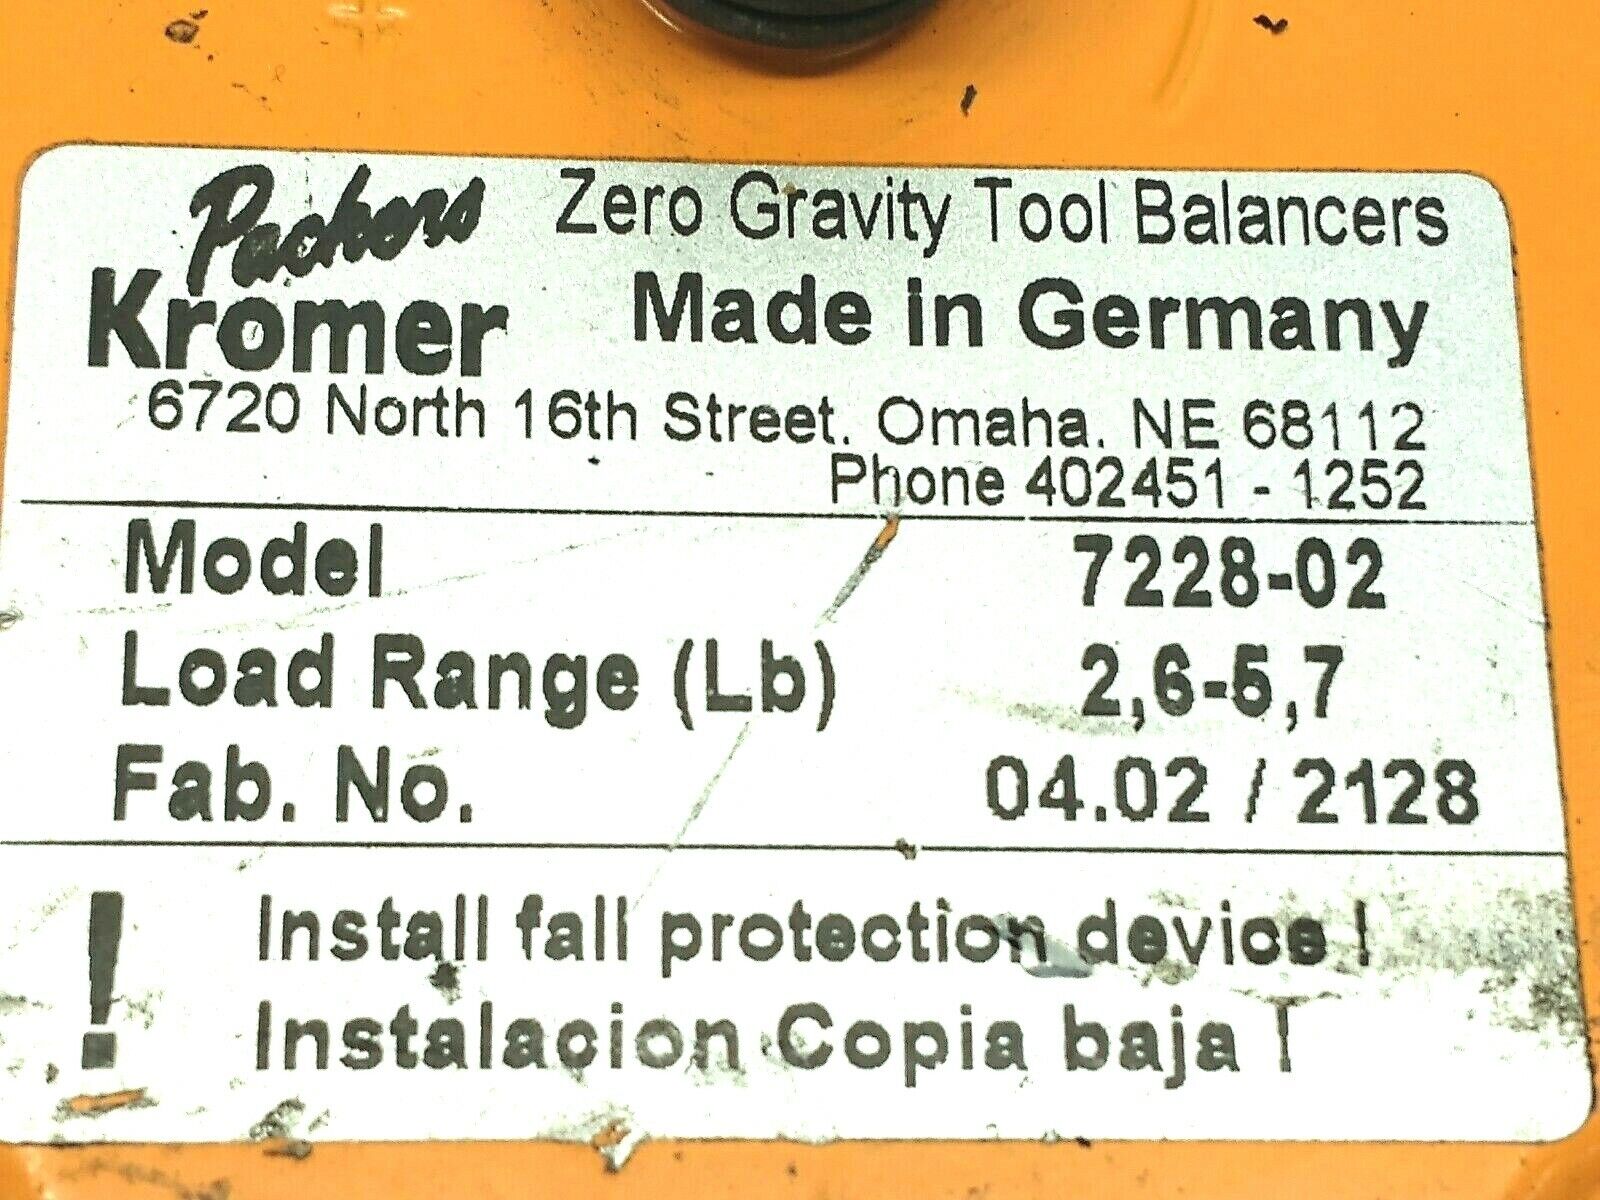 Packers Zero Gravity Tool Balancers
Kromer Made in Germany
6720 North 16th Street. Omaha. NE 68112
Phone 402451 - 1252
Model 7228-02
Load Range (Lb) 2,6-5,7
Fab. No. 04.02 / 2128
! Install fall protection device !
Instalacion Copia baja !